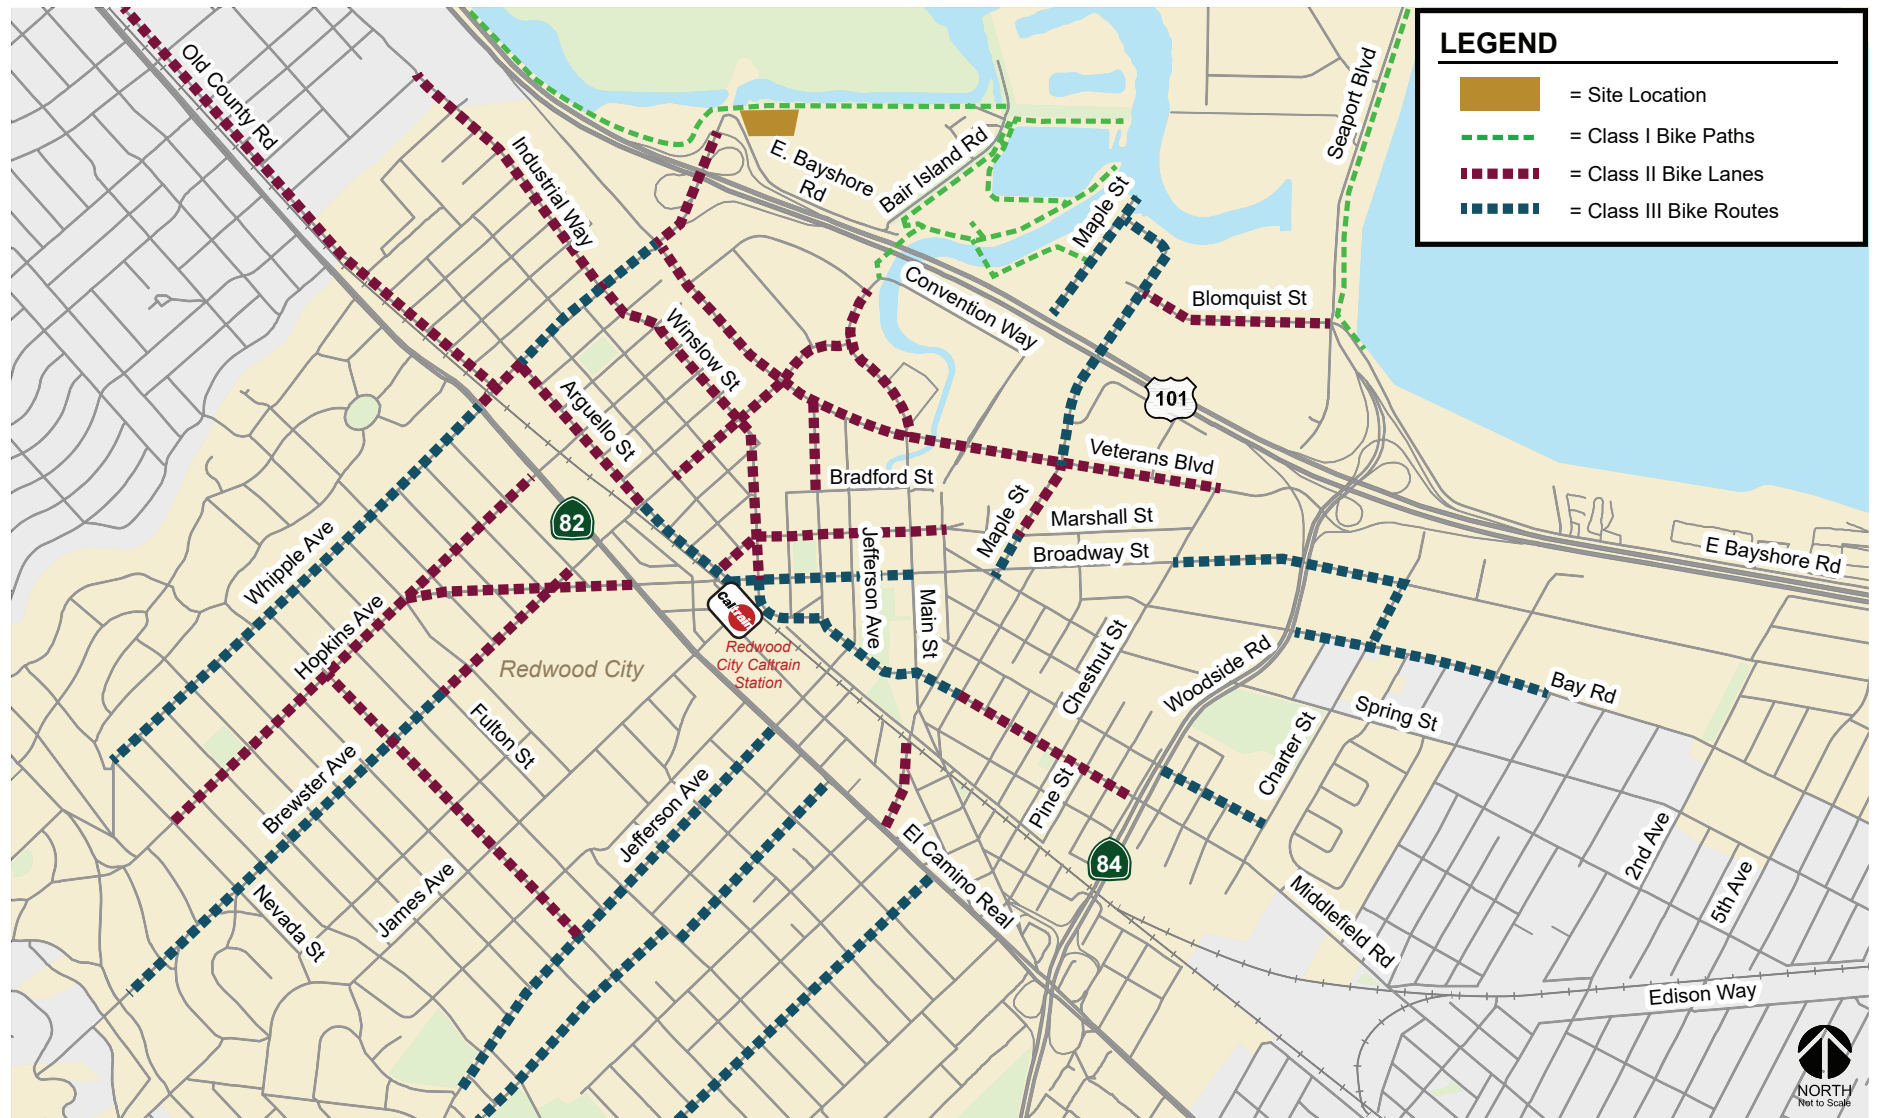 LEGEND
= Site Location
= Class I Bike Paths
= Class II Bike Lanes
= Class III Bike Routes
Old County Rd
Industrial Way
E. Bayshore
Rd
Bair Island Rd
Seaport Blvd
Maple St
Convention Way
Blomquist St
Winslow St
Arguello St
101
Veterans Blvd
Bradford St
82
Whipple Ave
Maple St
Marshall St
Broadway St
Jefferson Ave
Main St
E Bayshore Rd
Caltrain
Redwood
City Caltrain
Station
Hopkins Ave
Redwood City
Chestnut St
Woodside Rd
Bay Rd
Spring St
Charter St
Fulton St
Brewster Ave
Jefferson Ave
Pine St
El Camino Real
84
2nd Ave
5th Ave
Middlefield Rd
Nevada St
James Ave
Edison Way
NORTH
Not to Scale